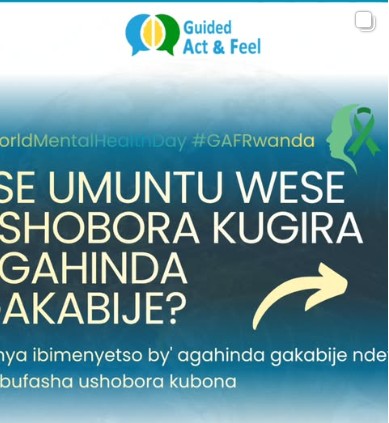 Guided
Act & Feel
orldMentalHealthDay #GAFRwanda
SE UMUNTU WESE
SHOBORA KUGIRA
GAHINDA
AKABIJE?
nya ibimenyetso by' agahinda gakabije nde
bufasha ushobora kubona